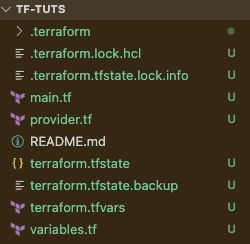 TF-TUTS
.terraform
.terraform.lock.hcl U
.terraform.tfstate.lock.info U
main.tf U
provider.tf U
README.md
terraform.tfstate U
terraform.tfstate.backup U
terraform.tfvars U
variables.tf U